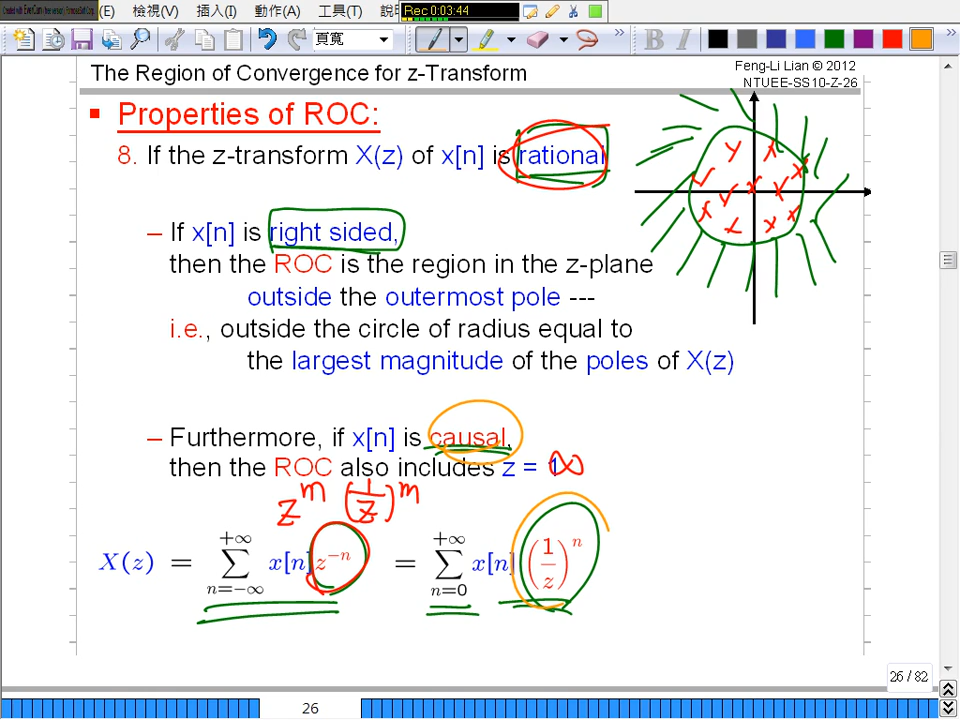 (E) 檢視(V) 插入(I) 動作(A) 工具(T) 說
Rec 0:03:44
頁寬
The Region of Convergence for z-Transform
Feng-Li Lian © 2012
NTUEE-SS10-Z-26
Properties of ROC:
8. If the z-transform X(z) of x[n] is rational
– If x[n] is right sided,
then the ROC is the region in the z-plane
outside the outermost pole ---
i.e., outside the circle of radius equal to
the largest magnitude of the poles of X(z)
– Furthermore, if x[n] is causal,
then the ROC also includes z = 1 ∞
z^m (1/z)^m
X(z) = ∑_{n=−∞}^{+∞} x[n] z^{−n} = ∑_{n=0}^{+∞} x[n] (1/z)^n
26 / 82
26